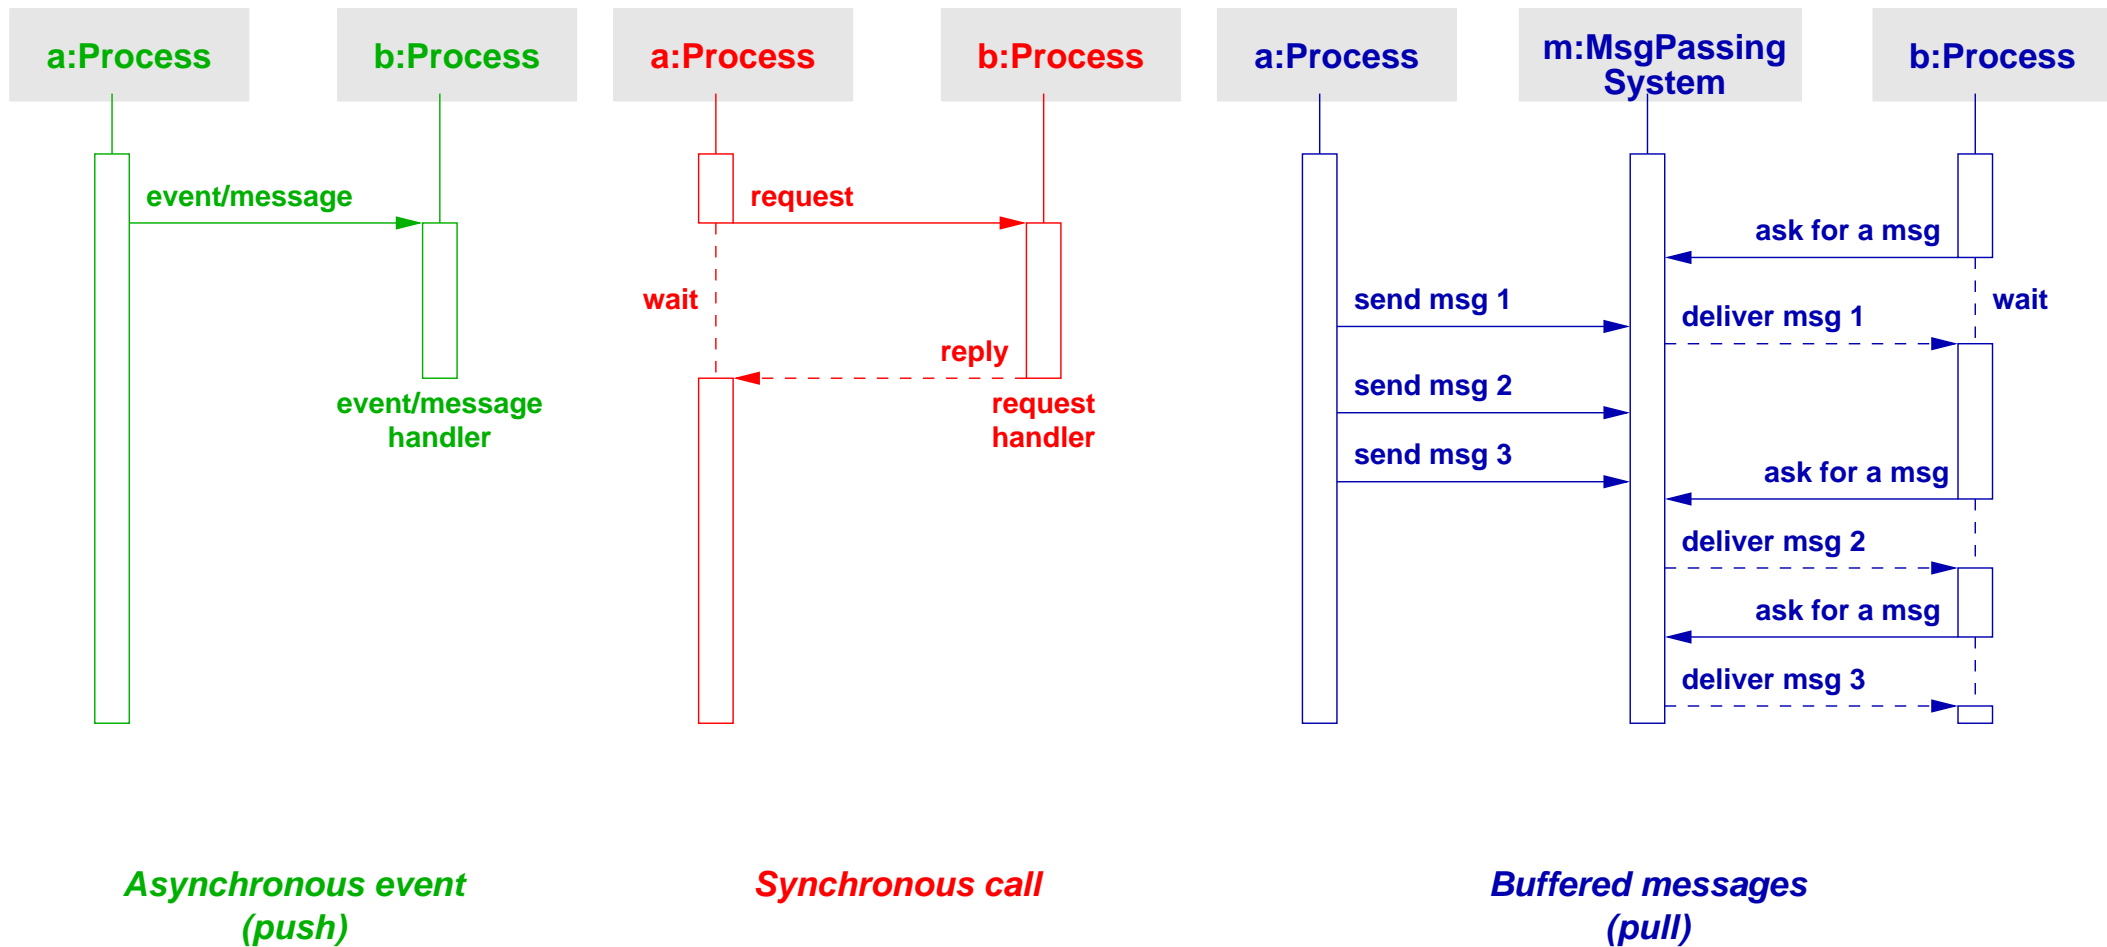 a:Process
b:Process
event/message
event/message
handler
Asynchronous event
(push)
a:Process
b:Process
request
wait
reply
request
handler
Synchronous call
a:Process
m:MsgPassing
System
b:Process
ask for a msg
send msg 1
wait
deliver msg 1
send msg 2
send msg 3
ask for a msg
deliver msg 2
ask for a msg
deliver msg 3
Buffered messages
(pull)